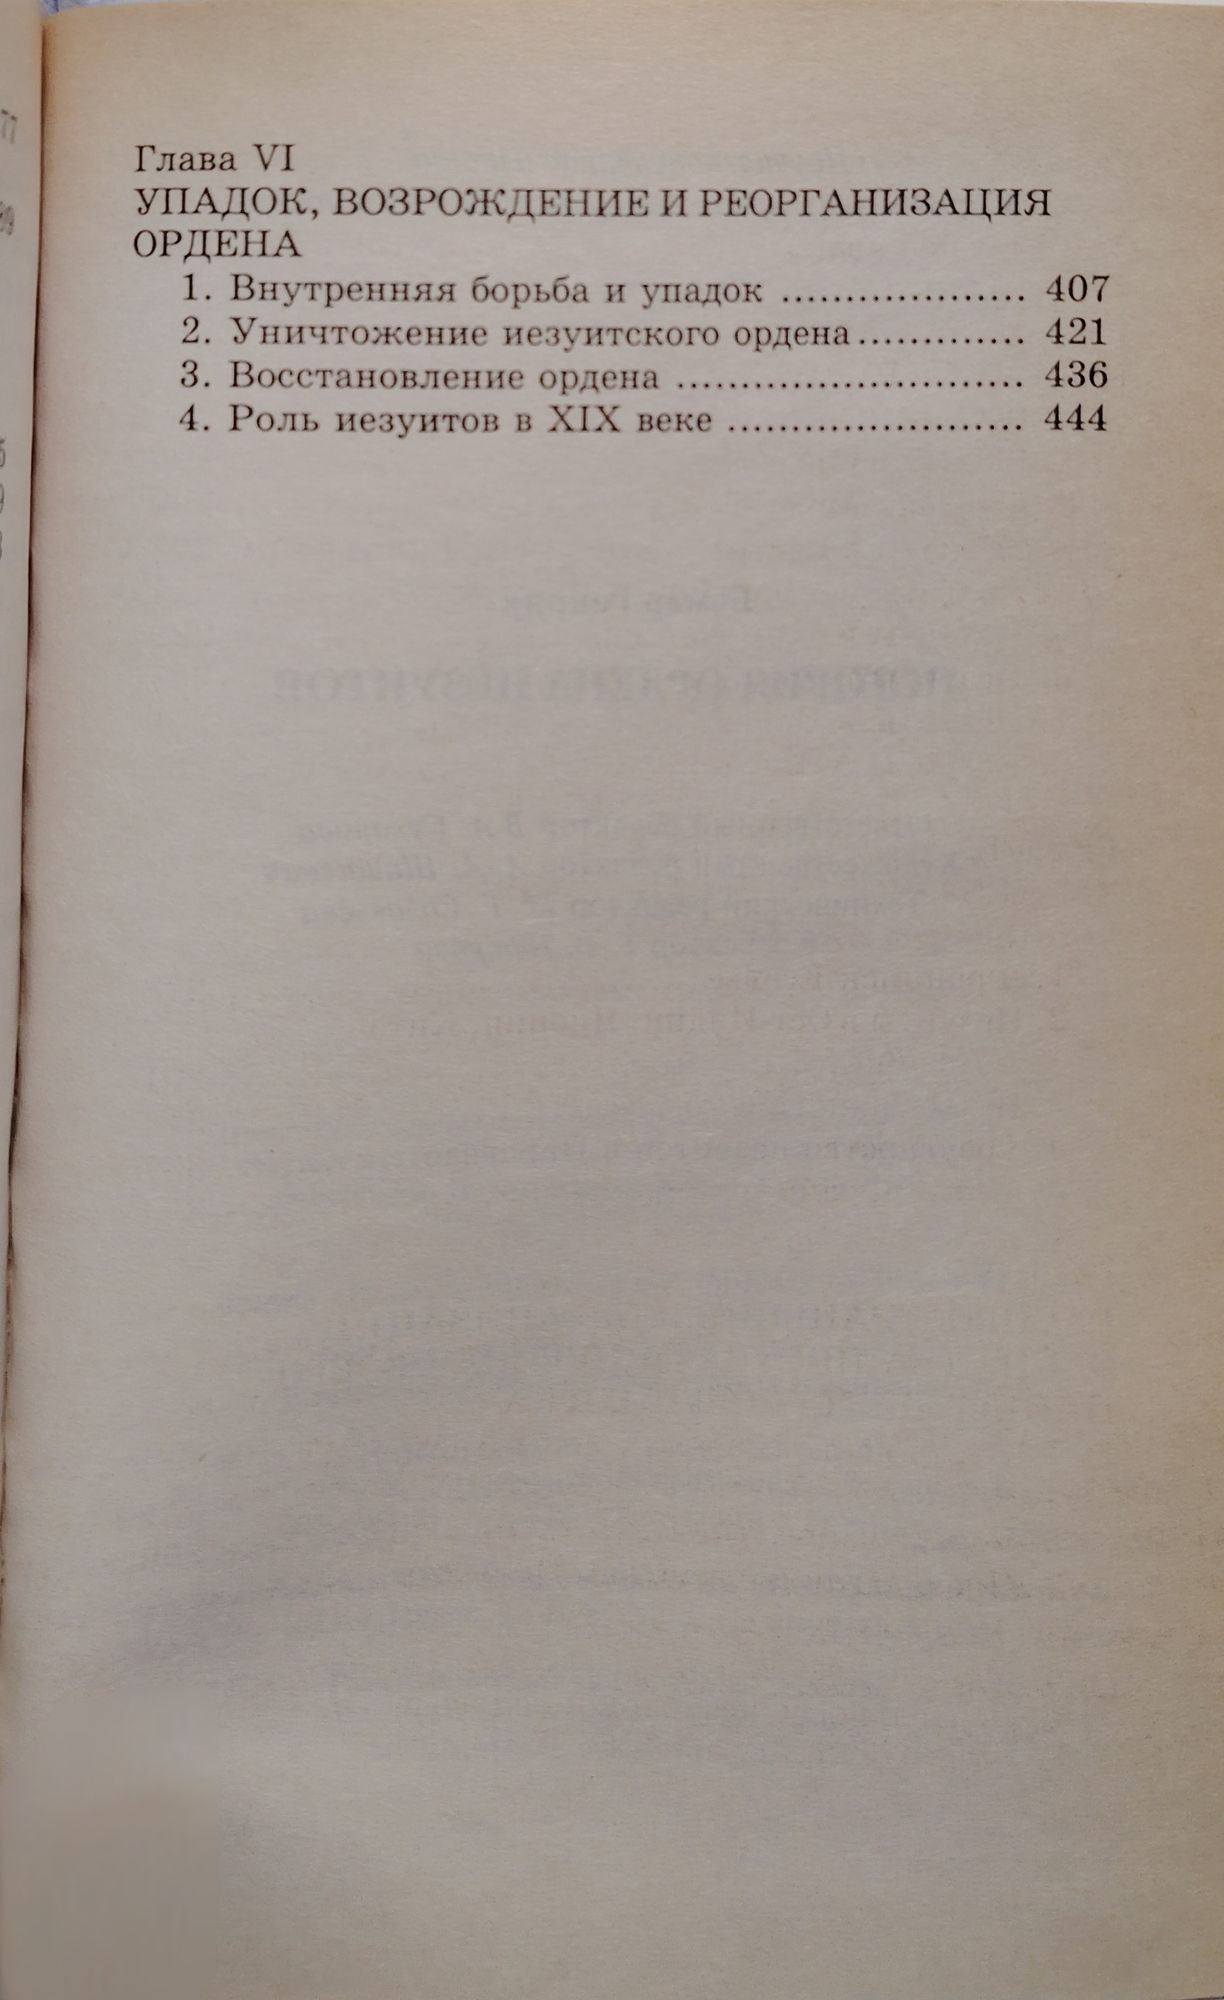 Глава VI
УПАДОК, ВОЗРОЖДЕНИЕ И РЕОРГАНИЗАЦИЯ
ОРДЕНА
1. Внутренняя борьба и упадок ................... 407
2. Уничтожение иезуитского ордена............. 421
3. Восстановление ордена ........................... 436
4. Роль иезуитов в XIX веке ....................... 444